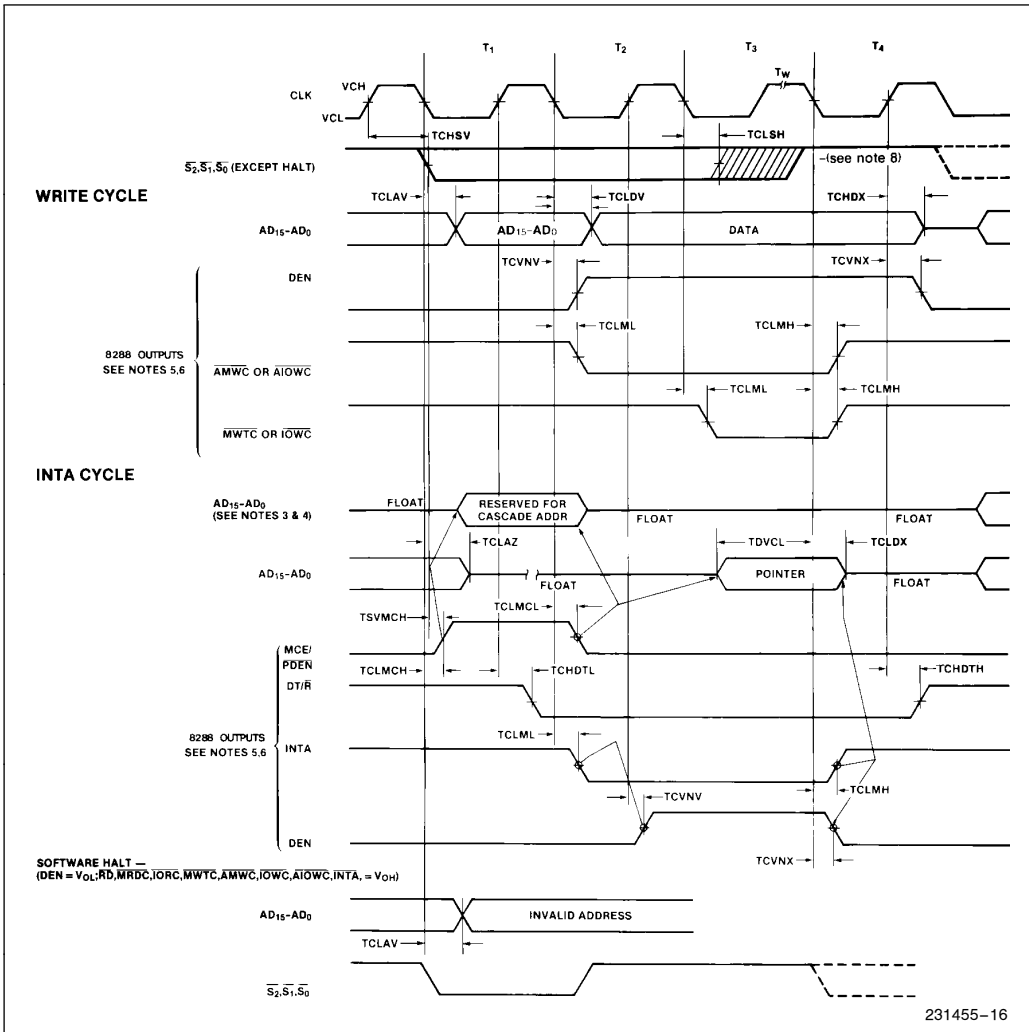 T1 T2 T3 T4
TW
VCH
CLK
VCL
TCHSV
TCLSH
S2,S1,S0 (EXCEPT HALT)
–(see note 8)
WRITE CYCLE
TCLAV
TCLDV
TCHDX
AD15-AD0
AD15-AD0
DATA
TCVNV
TCVNX
DEN
TCLML
TCLMH
8288 OUTPUTS
SEE NOTES 5,6
AMWC OR AIOWC
TCLML
TCLMH
MWTC OR IOWC
INTA CYCLE
AD15-AD0
(SEE NOTES 3 & 4)
FLOAT
RESERVED FOR
CASCADE ADDR
FLOAT
FLOAT
TCLAZ
TDVCL
TCLDX
AD15-AD0
FLOAT
POINTER
FLOAT
TSVMCH
TCLMCL
MCE/
PDEN
TCLMCH
TCHDTL
TCHDTH
DT/R
TCLML
8288 OUTPUTS
SEE NOTES 5,6
INTA
TCLMH
TCVNV
DEN
TCVNX
SOFTWARE HALT —
(DEN = VOL;RD,MRDC,IORC,MWTC,AMWC,IOWC,AIOWC,INTA, = VOH)
AD15-AD0
INVALID ADDRESS
TCLAV
S2,S1,S0
231455–16